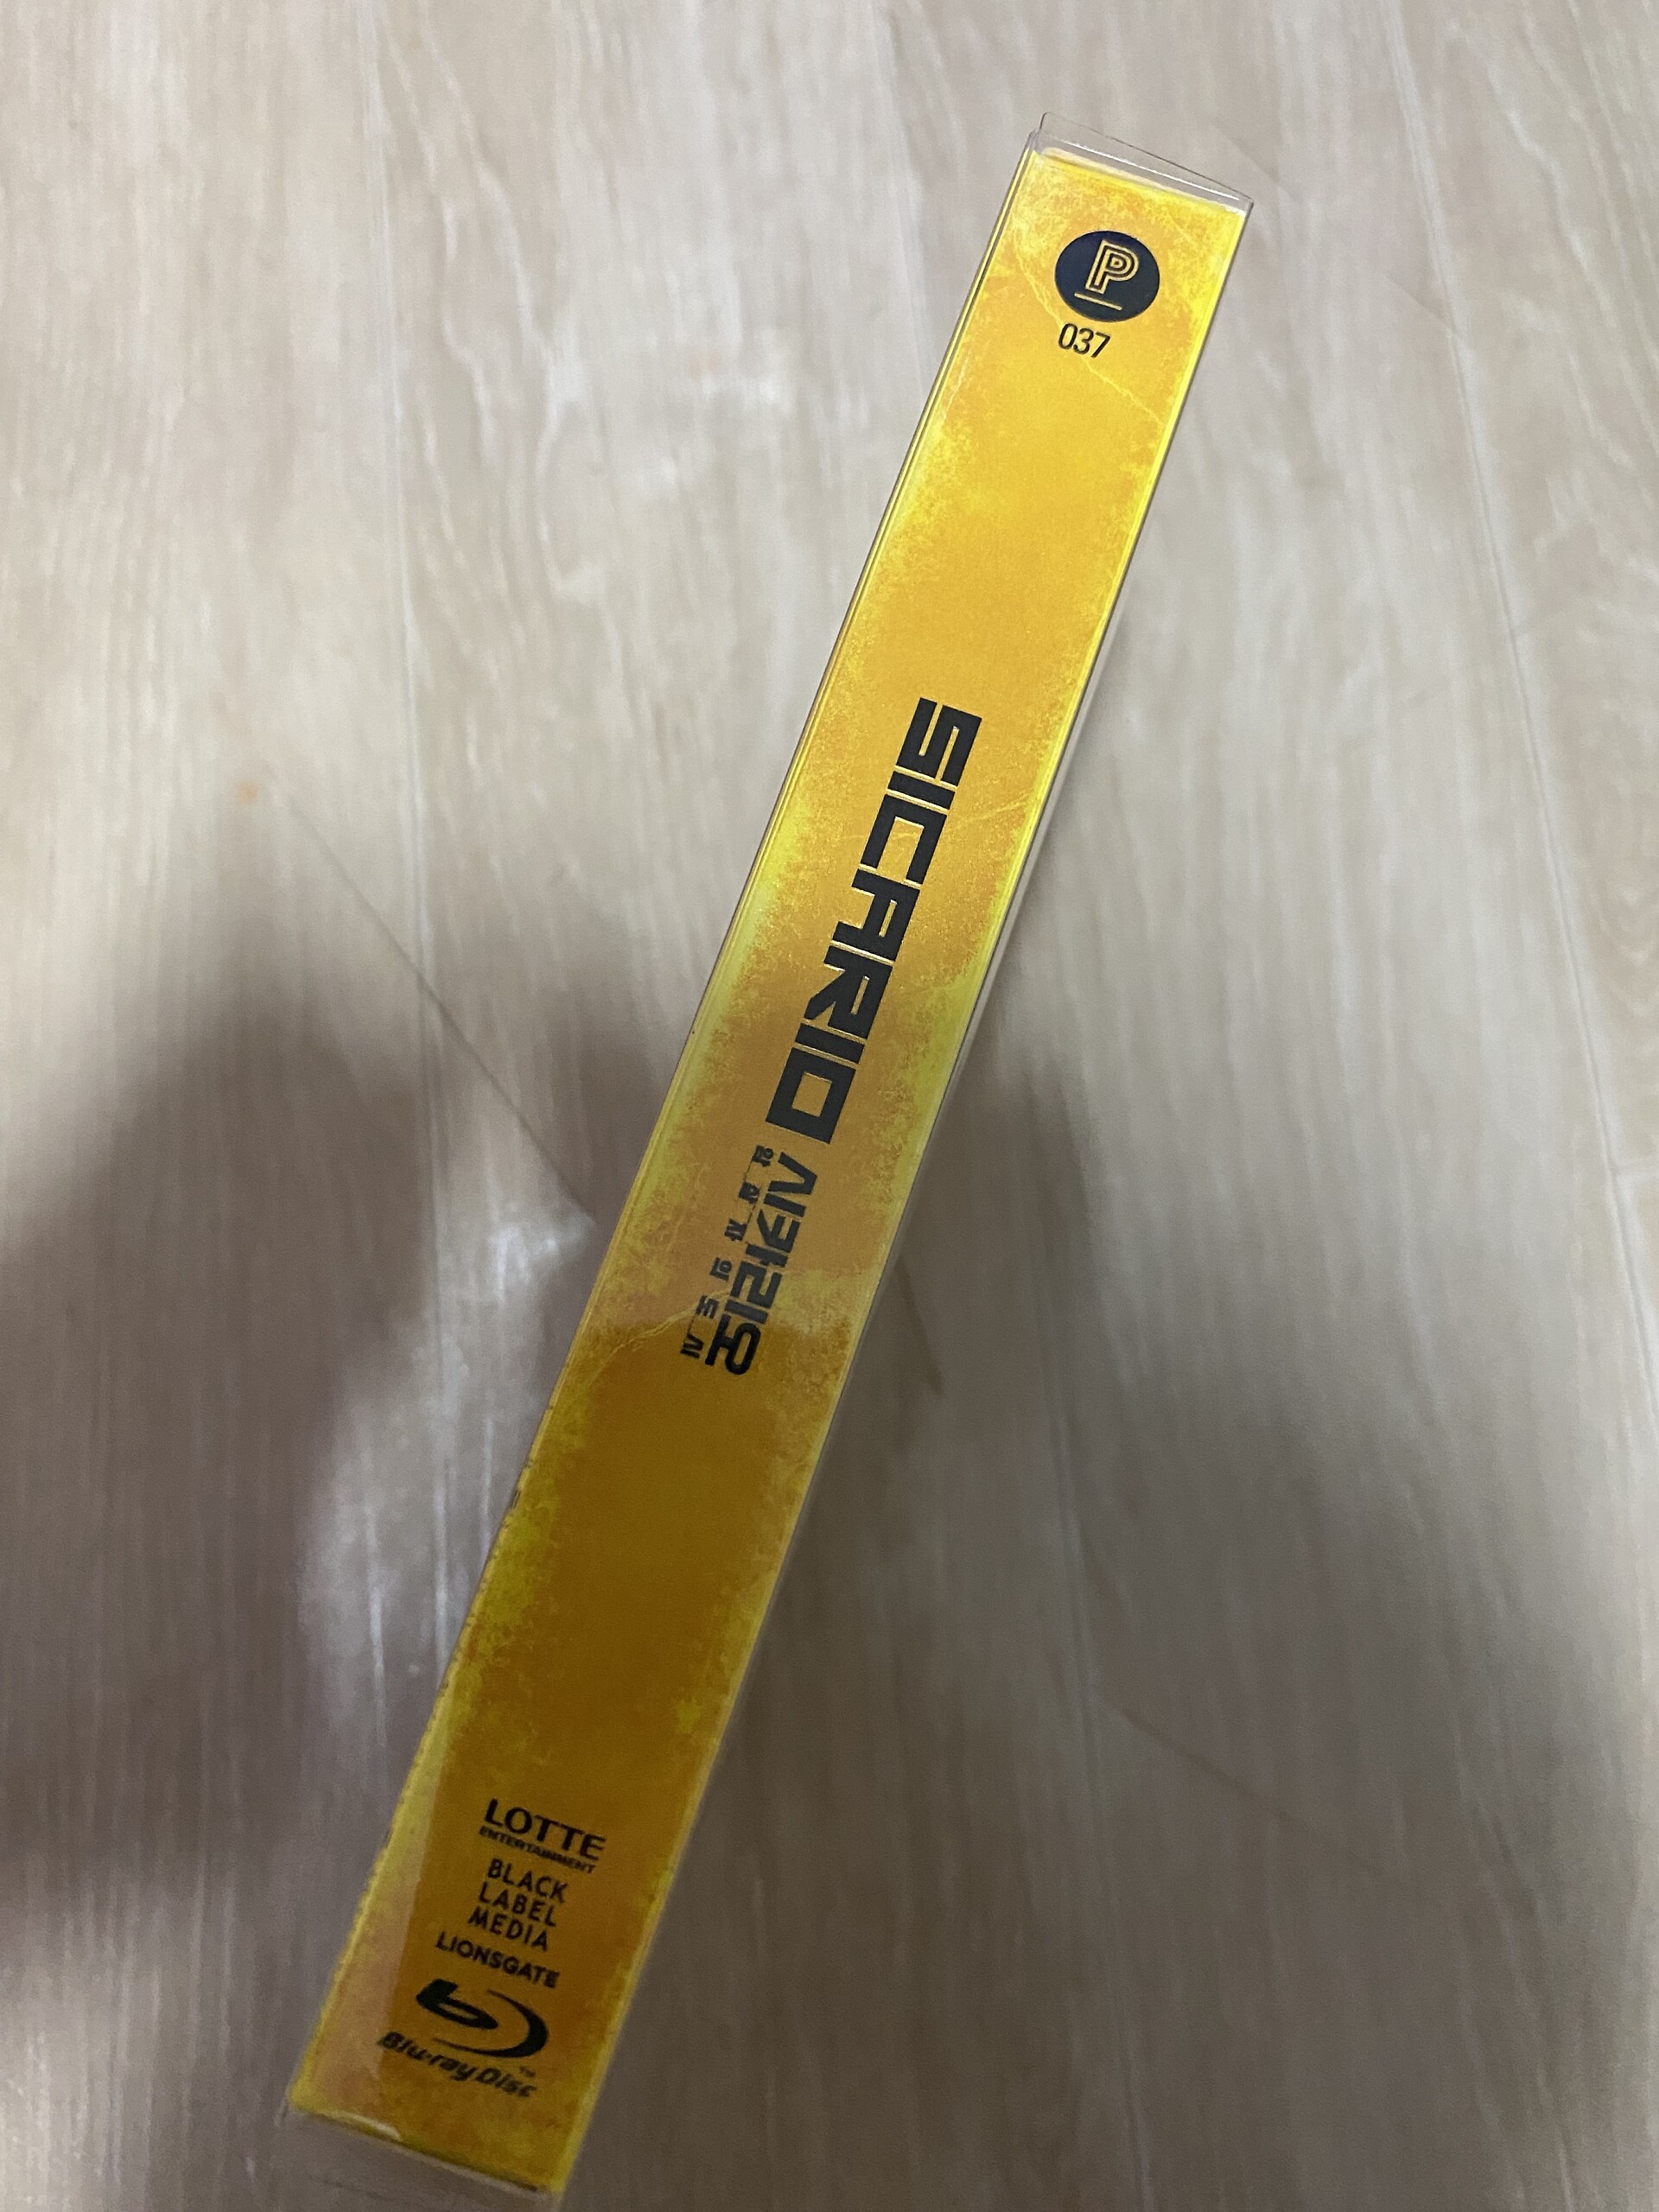 P
037
SICARIO
시카리오
암살자의 도시
LOTTE
ENTERTAINMENT
BLACK
LABEL
MEDIA
LIONSGATE
Blu-ray Disc
TM